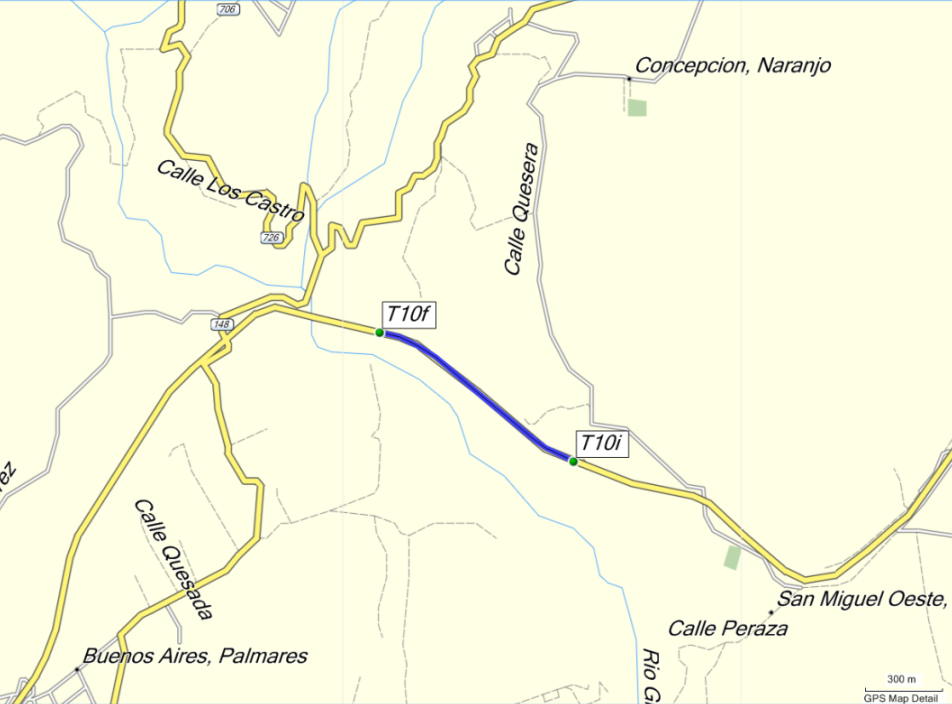 706
Concepcion, Naranjo
Calle Los Castro
Calle Quesera
726
T10f
148
T10i
Calle Quesada
San Miguel Oeste,
Calle Peraza
Buenos Aires, Palmares
Rio
300 m
GPS Map Detail